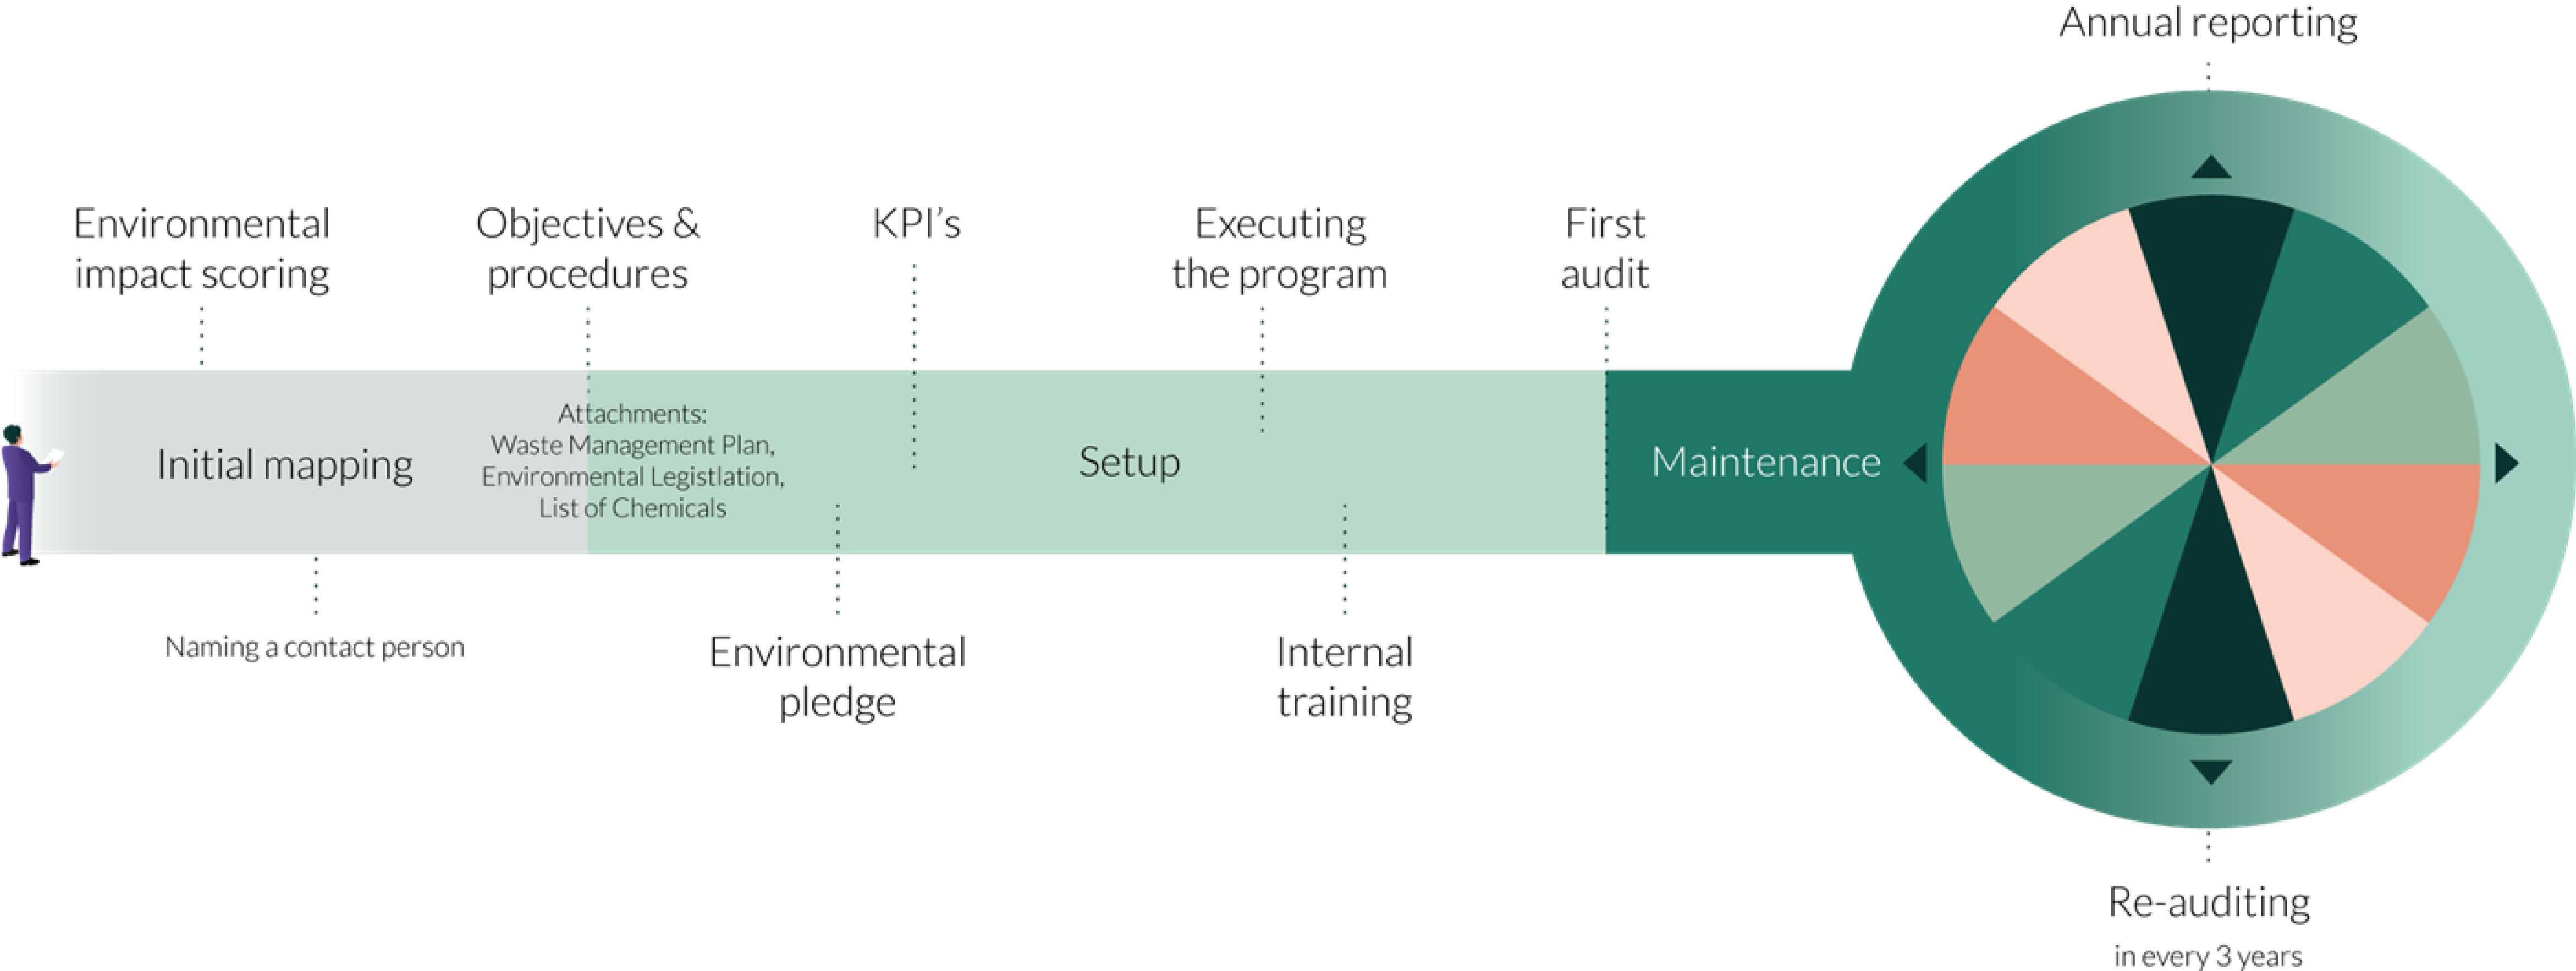 Annual reporting
Environmental
impact scoring
Objectives &
procedures
KPI’s
Executing
the program
First
audit
Initial mapping
Attachments:
Waste Management Plan,
Environmental Legistlation,
List of Chemicals
Setup
Maintenance
Naming a contact person
Environmental
pledge
Internal
training
Re-auditing
in every 3 years